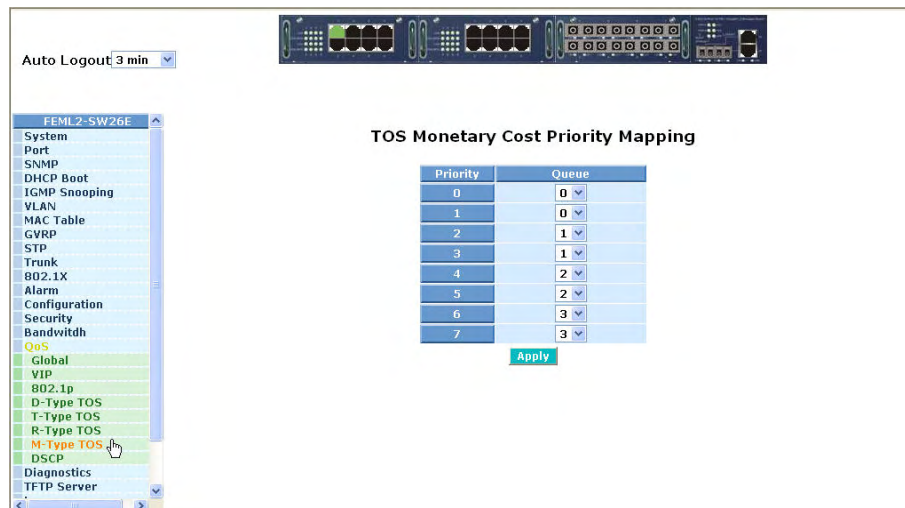 Auto Logout 3 min
FEML2-SW26E
System
Port
SNMP
DHCP Boot
IGMP Snooping
VLAN
MAC Table
GVRP
STP
Trunk
802.1X
Alarm
Configuration
Security
Bandwitdh
QoS
Global
VIP
802.1p
D-Type TOS
T-Type TOS
R-Type TOS
M-Type TOS
DSCP
Diagnostics
TFTP Server
TOS Monetary Cost Priority Mapping
Priority Queue
0 0
1 0
2 1
3 1
4 2
5 2
6 3
7 3
Apply